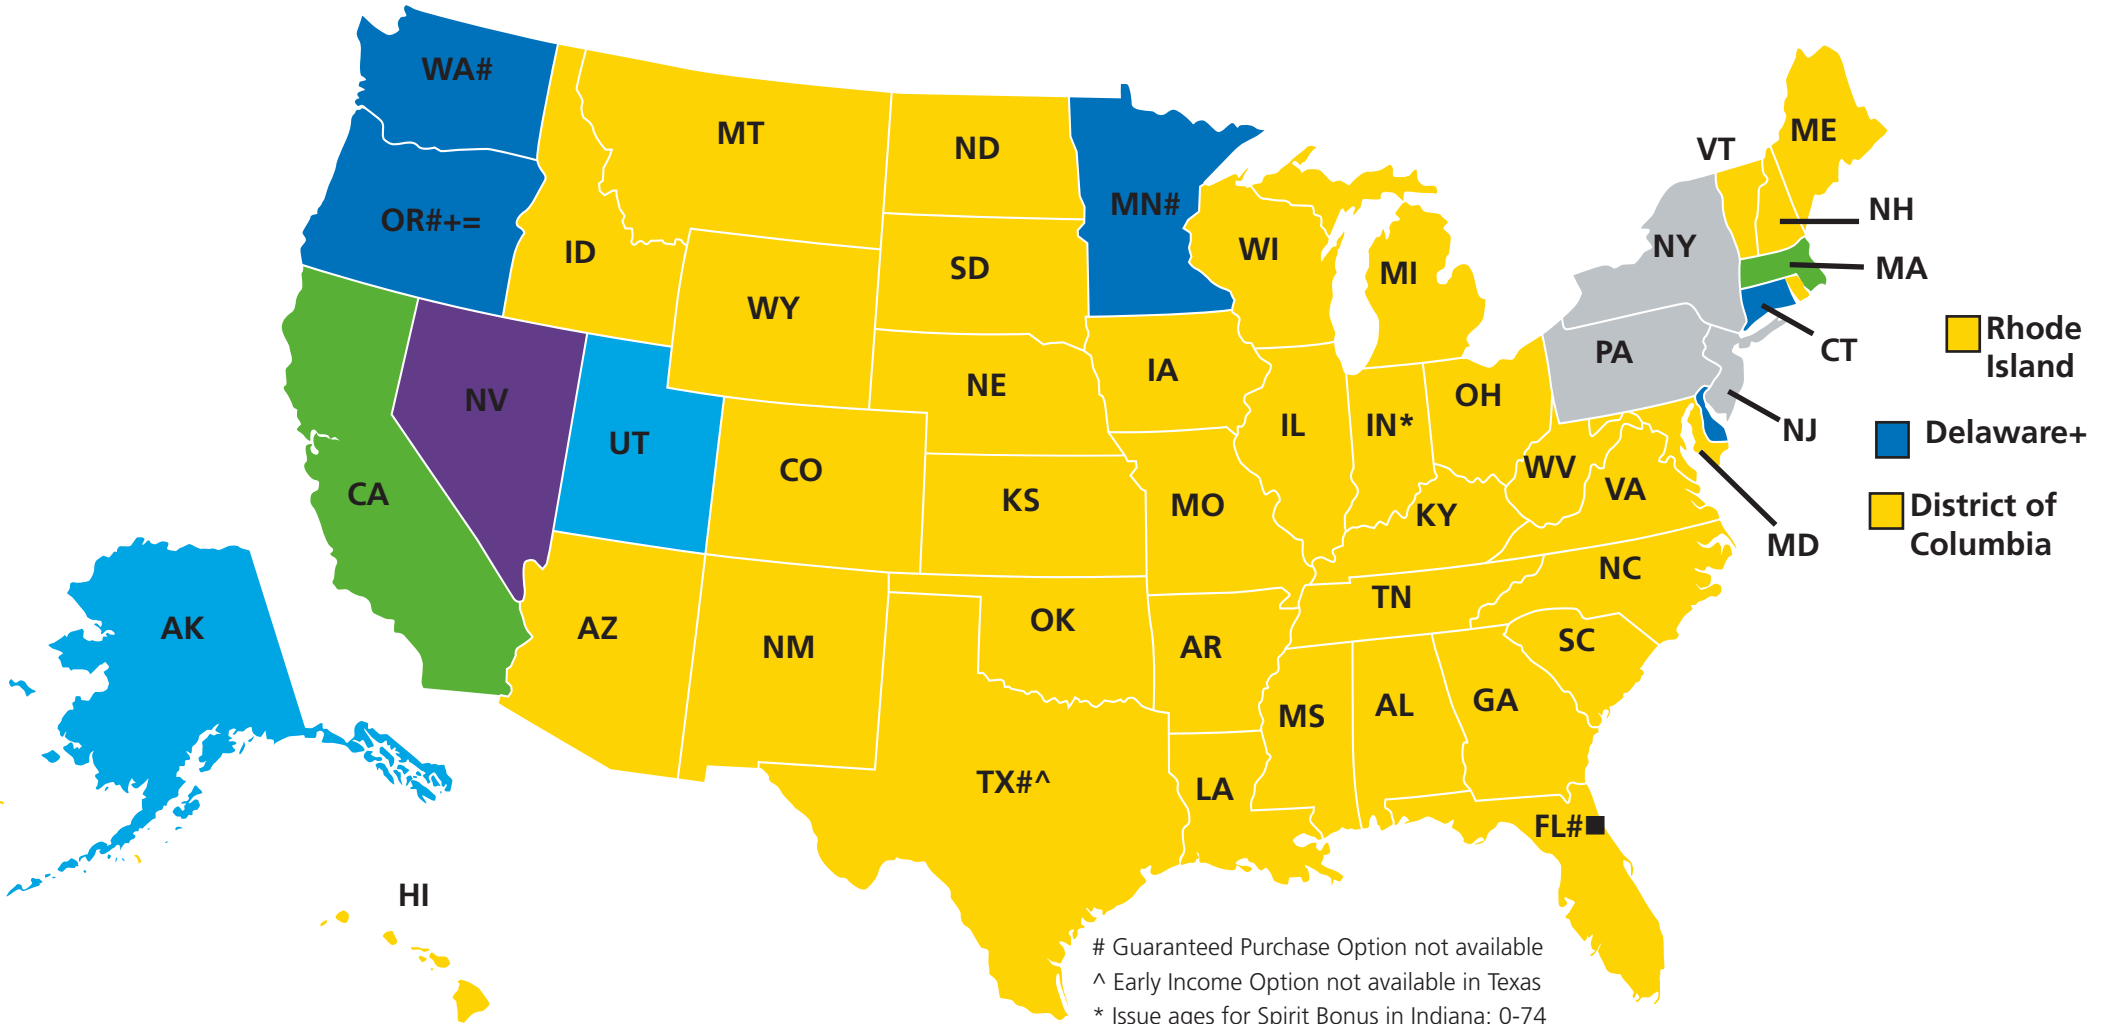 WA#
MT
ND
MN#
VT
ME
OR#+=
ID
SD
WI
MI
NY
NH
MA
WY
NE
IA
PA
CT
Rhode
Island
NV
UT
CO
IL
IN*
OH
NJ
Delaware+
CA
KS
MO
KY
WV
VA
MD
District of
Columbia
AK
AZ
NM
OK
AR
TN
NC
SC
MS
AL
GA
TX#^
LA
FL#■
HI
# Guaranteed Purchase Option not available
^ Early Income Option not available in Texas
* Issue ages for Spirit Bonus in Indiana: 0-74